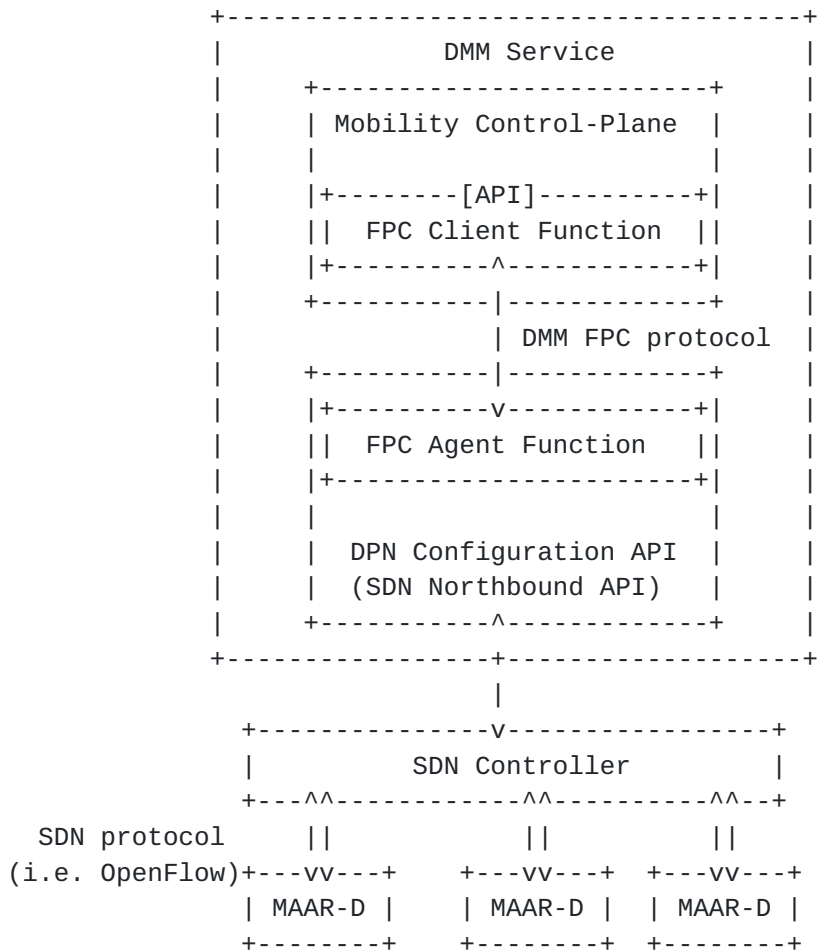 DMM Service
Mobility Control-Plane
[API]
FPC Client Function
DMM FPC protocol
FPC Agent Function
DPN Configuration API
(SDN Northbound API)
SDN Controller
SDN protocol
(i.e. OpenFlow)
MAAR-D MAAR-D MAAR-D